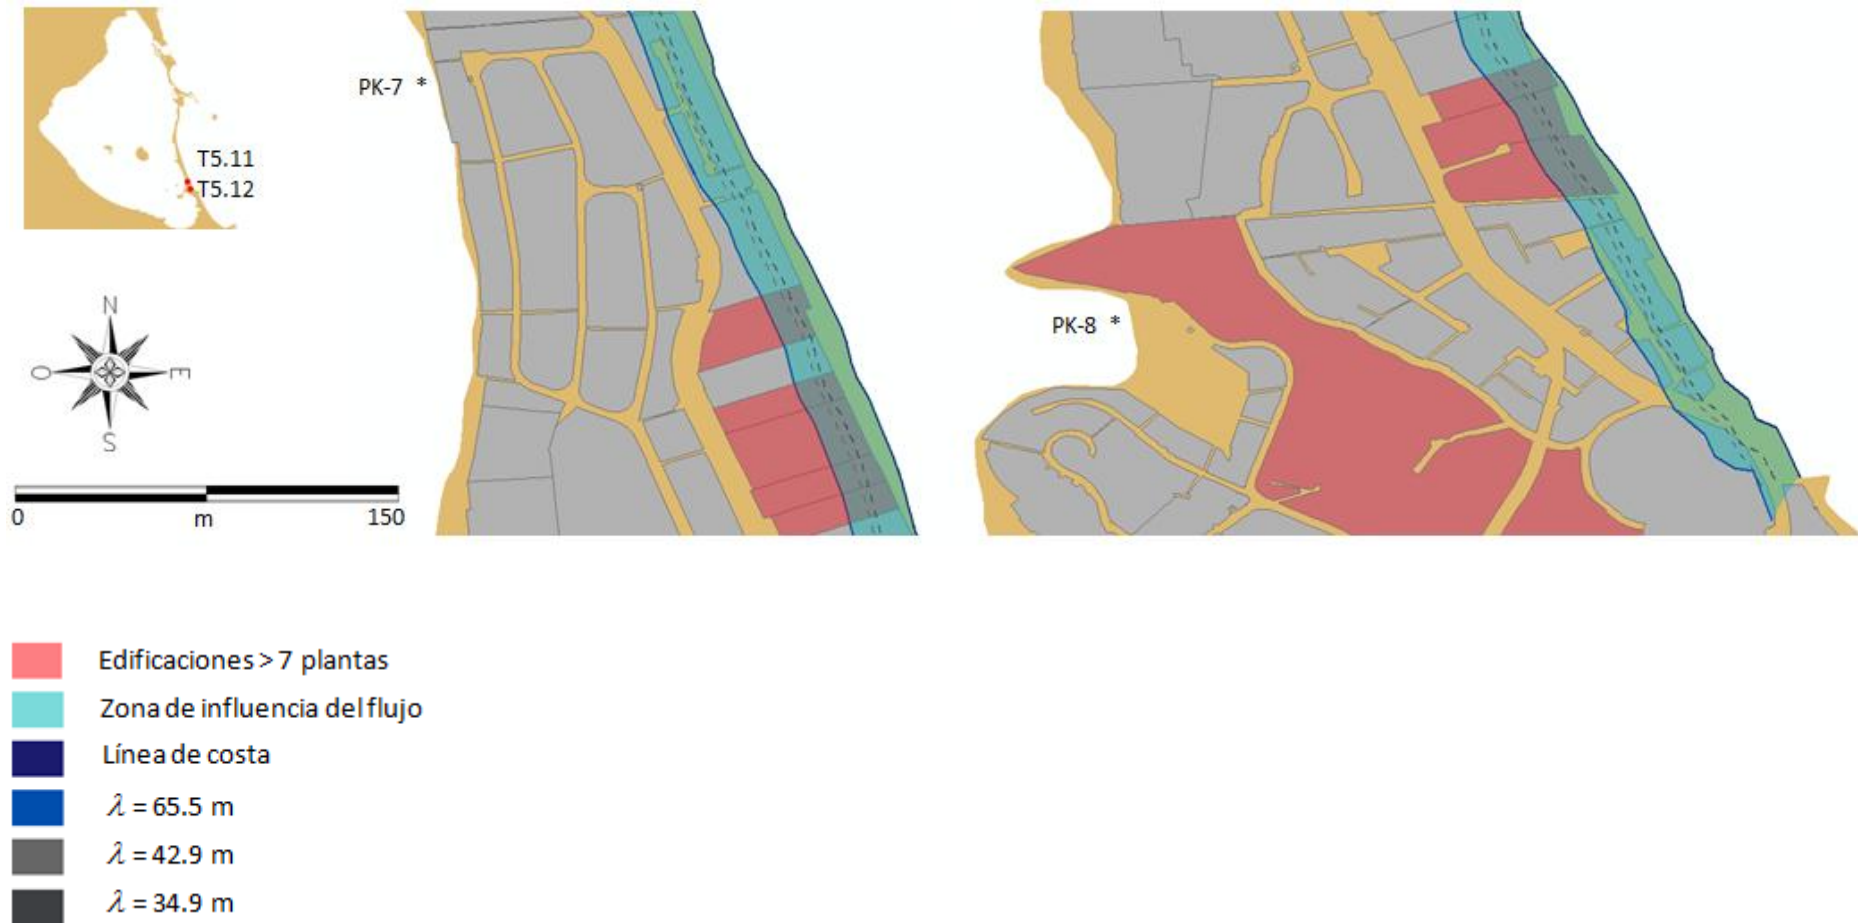 T5.11
T5.12
N
O
E
S
0 m 150
PK-7 *
PK-8 *
Edificaciones > 7 plantas
Zona de influencia del flujo
Línea de costa
λ = 65.5 m
λ = 42.9 m
λ = 34.9 m